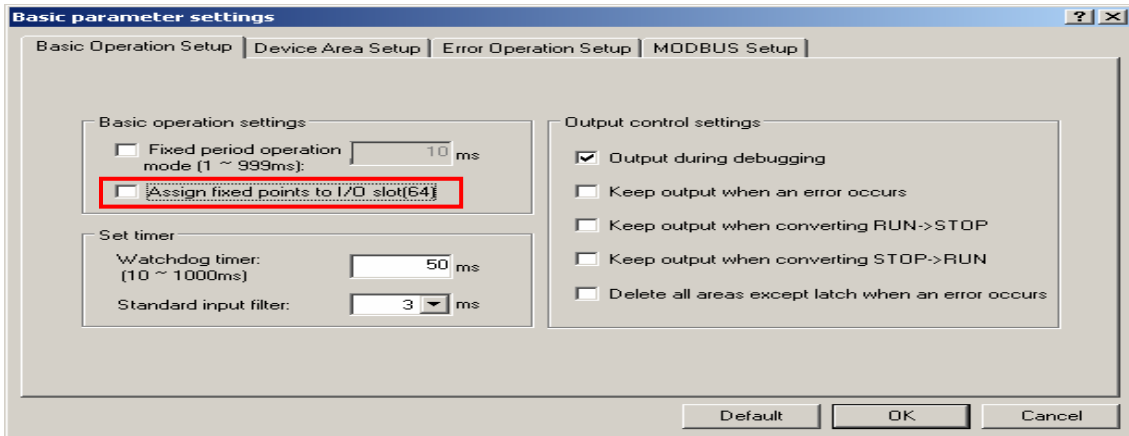 Basic parameter settings
Basic Operation Setup
Device Area Setup
Error Operation Setup
MODBUS Setup
Basic operation settings
Fixed period operation
mode (1 ~ 999ms):
10 ms
Assign fixed points to I/O slot(64)
Set timer
Watchdog timer:
(10 ~ 1000ms)
50 ms
Standard input filter:
3 ms
Output control settings
Output during debugging
Keep output when an error occurs
Keep output when converting RUN->STOP
Keep output when converting STOP->RUN
Delete all areas except latch when an error occurs
Default
OK
Cancel